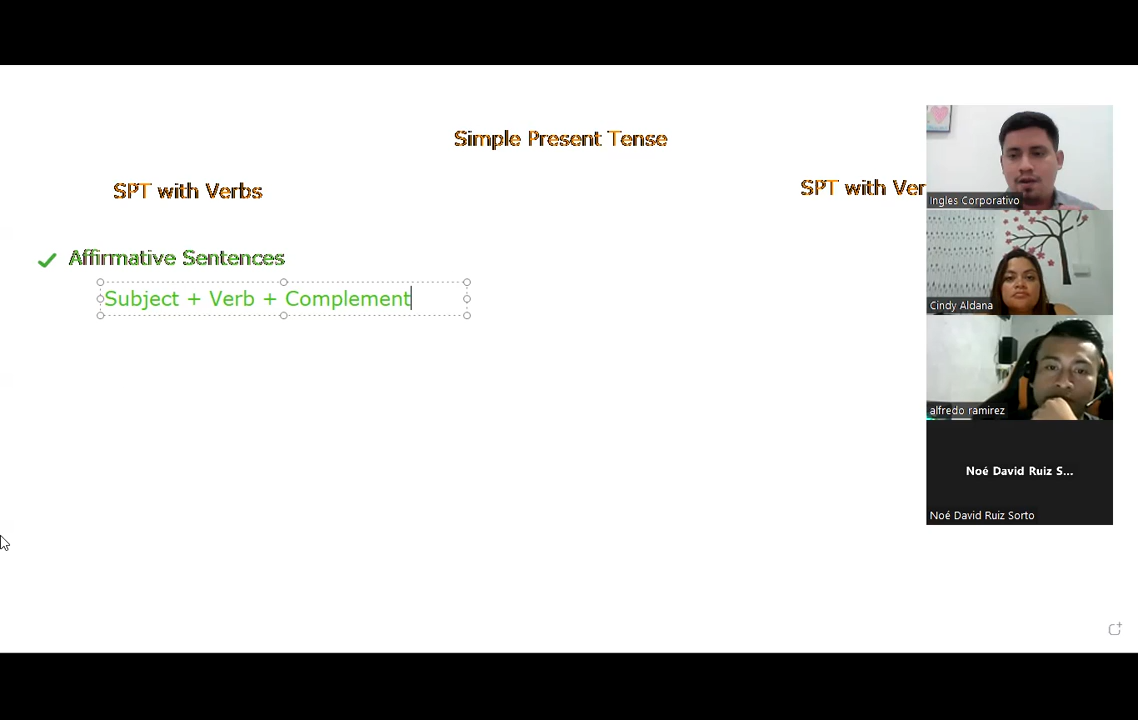 Simple Present Tense
SPT with Verbs
SPT with Ver
Affirmative Sentences
Subject + Verb + Complement
Ingles Corporativo
Cindy Aldana
alfredo ramirez
Noé David Ruiz S...
Noé David Ruiz Sorto